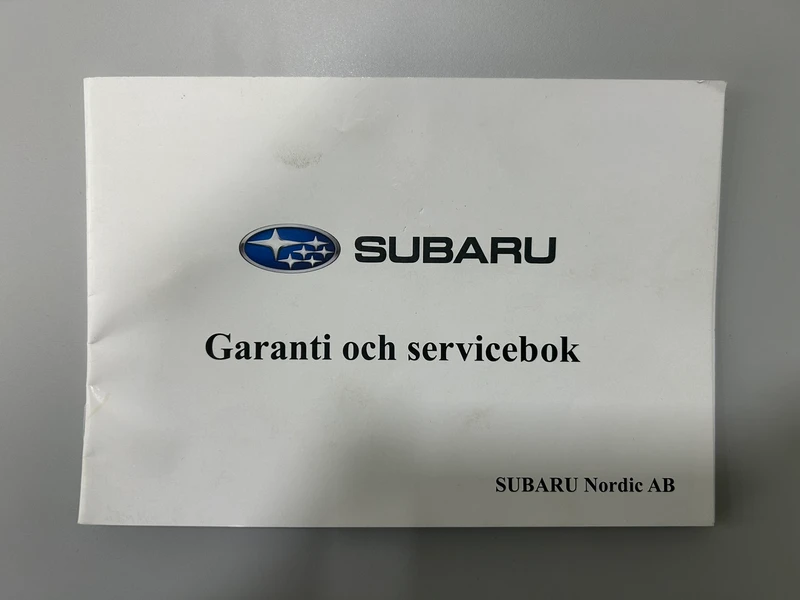 SUBARU
Garanti och servicebok
SUBARU Nordic AB